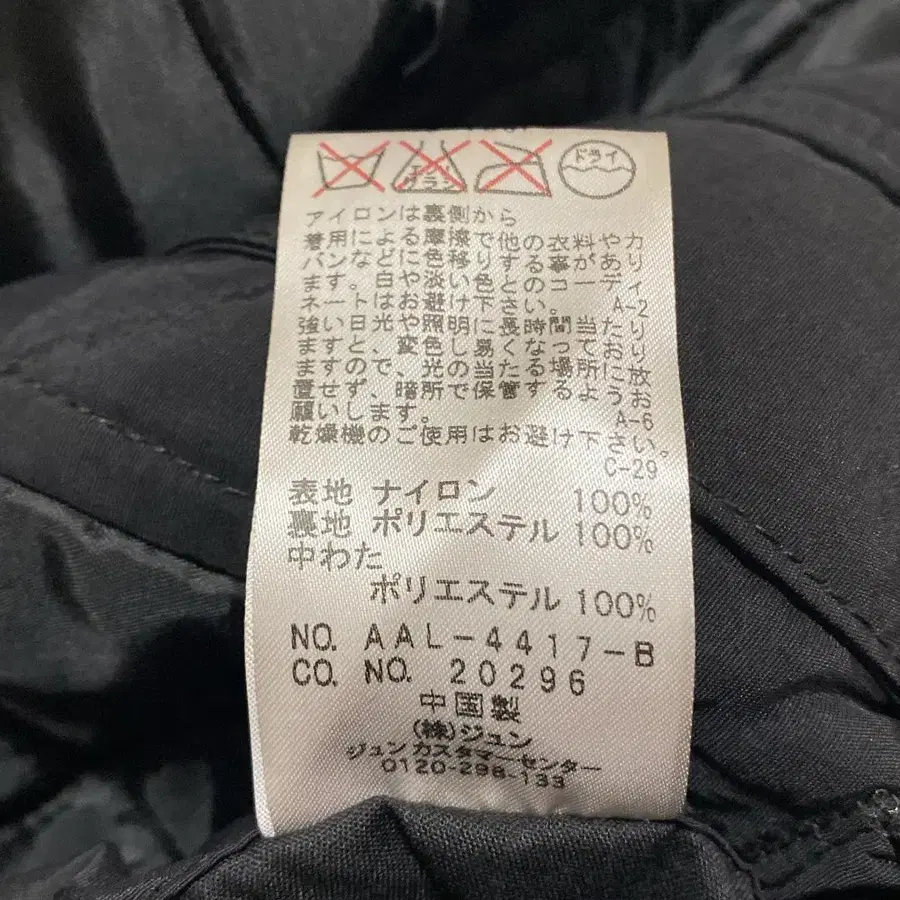 エンソ
サラシ
ドライ
アイロンは裏側から
着用による摩擦で他の衣料やカ
バンなどに色移りする事があり
ます。白や淡い色とのコーディ
ネートはお避け下さい。 A-2
強い日光や照明に長時間当たり
ますと、変色し易くなっており
ますので、光の当たる場所に放
置せず、暗所で保管するようお
願いします。 A-6
乾燥機のご使用はお避け下さい。
C-29
表地 ナイロン 100%
裏地 ポリエステル 100%
中わた
ポリエステル 100%
NO. AAL-4417-B
CO. NO. 20296
中国製
(株)ジュン
ジュンカスタマーセンター
0120-298-133